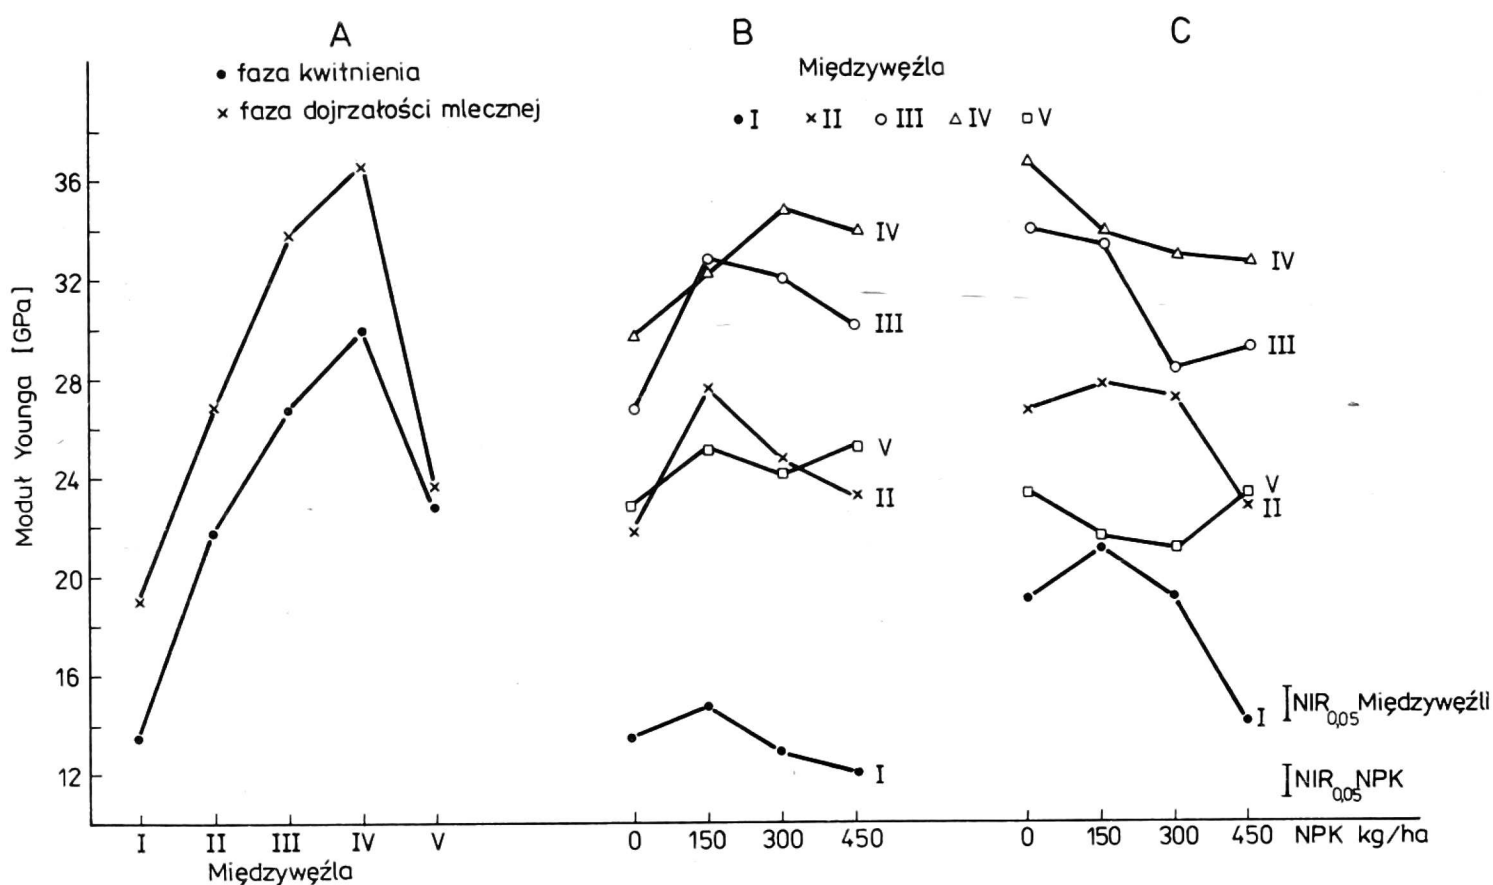 A
B
C
faza kwitnienia
faza dojrzałości mlecznej
Międzywęźla
I II III IV V
Moduł Younga [GPa]
36
32
28
24
20
16
12
I II III IV V
Międzywęźla
IV
III
V
II
I
0 150 300 450
IV
III
V
II
I
NIR0,05 Międzywęźli
NIR0,05 NPK
0 150 300 450 NPK kg/ha